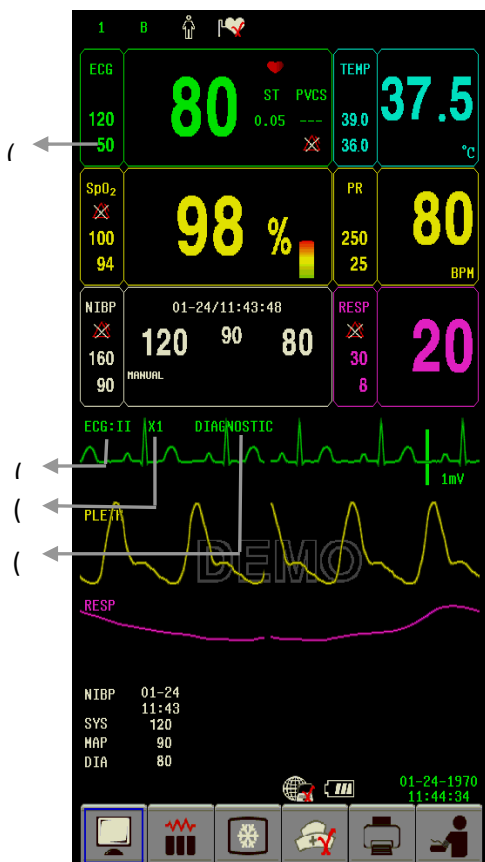 1 B
ECG 120 50 80 ST PVCS 0.05 ---
TEMP 39.0 36.0 37.5 °C
SpO₂ 100 94 98 %
PR 250 25 80 BPM
NIBP 160 90 01-24/11:43:48 120 90 80 MANUAL
RESP 30 8 20
(
ECG:II X1 DIAGNOSTIC
1mV
(
(
PLETH
(
DEMO
RESP
NIBP 01-24
11:43
SYS 120
MAP 90
DIA 80
01-24-1970
11:44:34